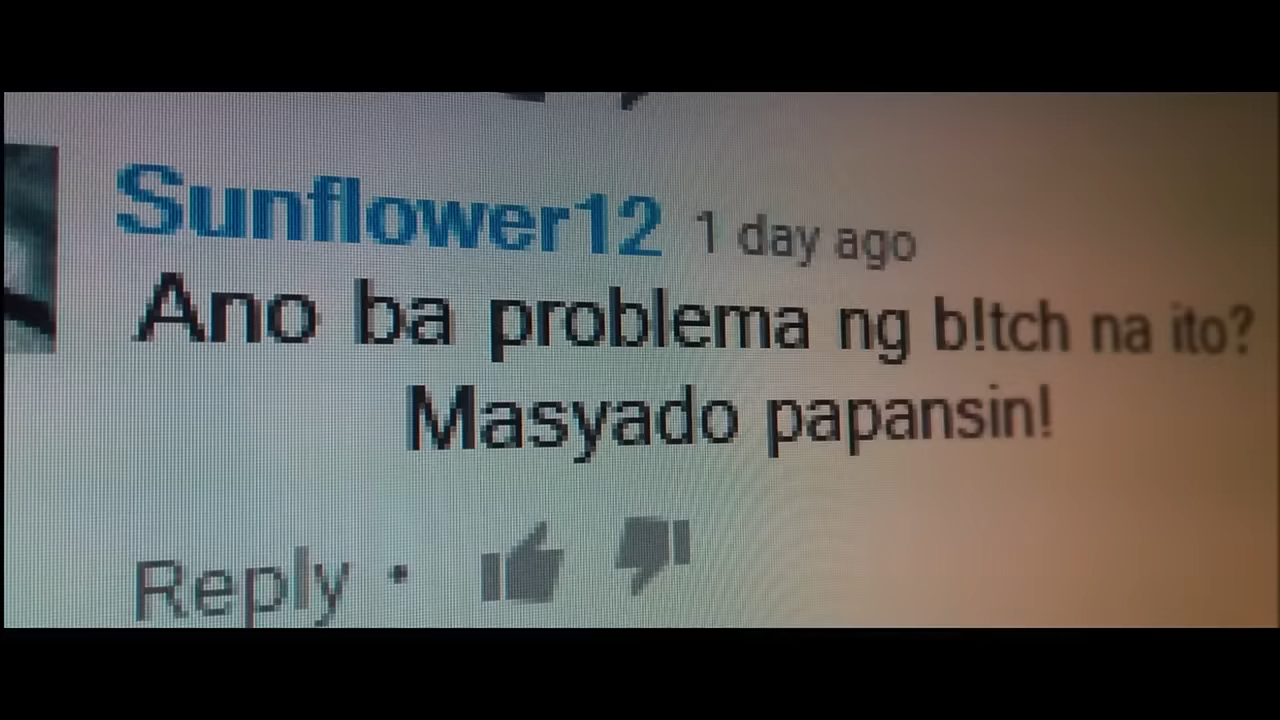 Sunflower12 1 day ago
Ano ba problema ng b!tch na ito?
Masyado papansin!
Reply •